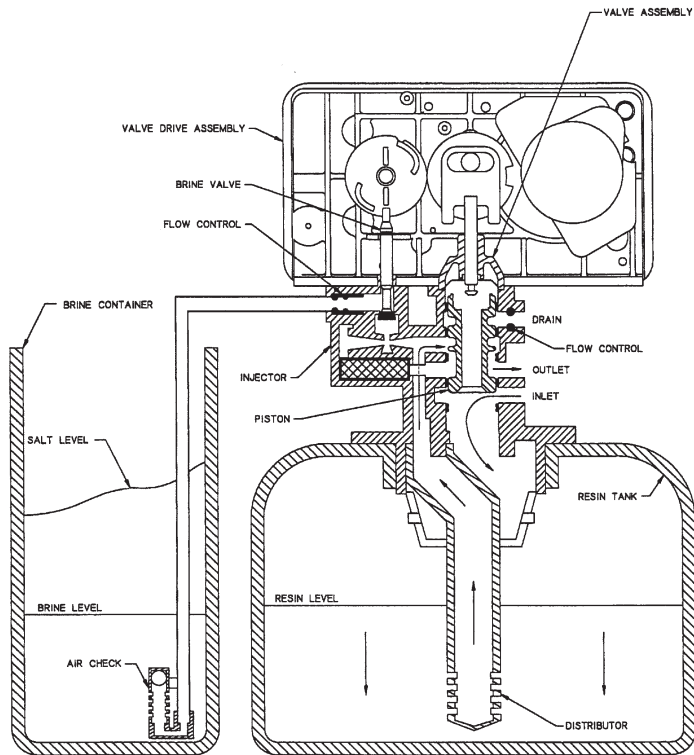 VALVE ASSEMBLY
VALVE DRIVE ASSEMBLY
BRINE VALVE
FLOW CONTROL
BRINE CONTAINER
DRAIN
FLOW CONTROL
INJECTOR
OUTLET
INLET
PISTON
SALT LEVEL
RESIN TANK
BRINE LEVEL
RESIN LEVEL
AIR CHECK
DISTRIBUTOR